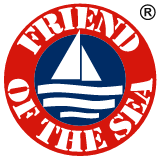 FRIEND
OF THE SEA
®